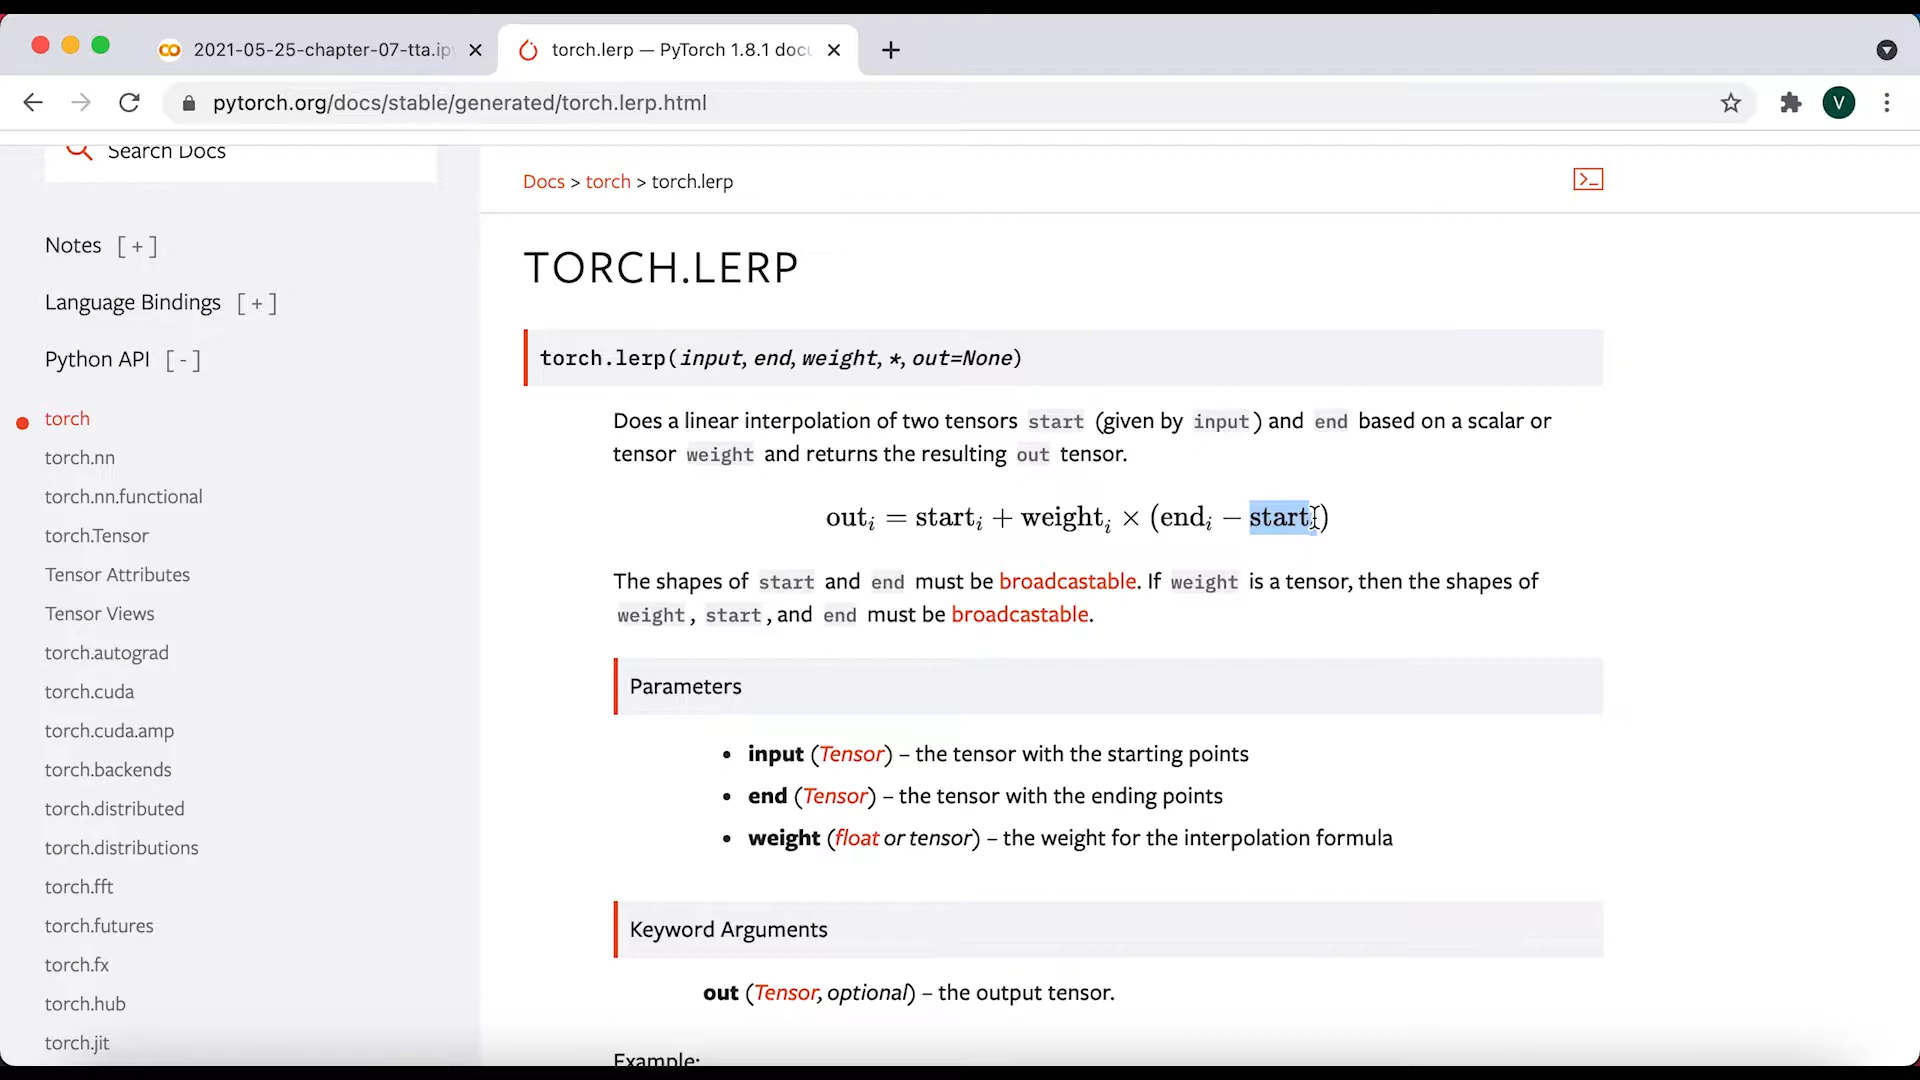 2021-05-25-chapter-07-tta.ip
torch.lerp — PyTorch 1.8.1 doc
pytorch.org/docs/stable/generated/torch.lerp.html
V
Search Docs
Notes [ + ]
Language Bindings [ + ]
Python API [ - ]
torch
torch.nn
torch.nn.functional
torch.Tensor
Tensor Attributes
Tensor Views
torch.autograd
torch.cuda
torch.cuda.amp
torch.backends
torch.distributed
torch.distributions
torch.fft
torch.futures
torch.fx
torch.hub
torch.jit
Docs > torch > torch.lerp
TORCH.LERP
torch.lerp(input, end, weight, *, out=None)
Does a linear interpolation of two tensors start (given by input) and end based on a scalar or
tensor weight and returns the resulting out tensor.
outᵢ = startᵢ + weightᵢ × (endᵢ − startᵢ)
The shapes of start and end must be broadcastable. If weight is a tensor, then the shapes of
weight, start, and end must be broadcastable.
Parameters
• input (Tensor) – the tensor with the starting points
• end (Tensor) – the tensor with the ending points
• weight (float or tensor) – the weight for the interpolation formula
Keyword Arguments
out (Tensor, optional) – the output tensor.
Example: